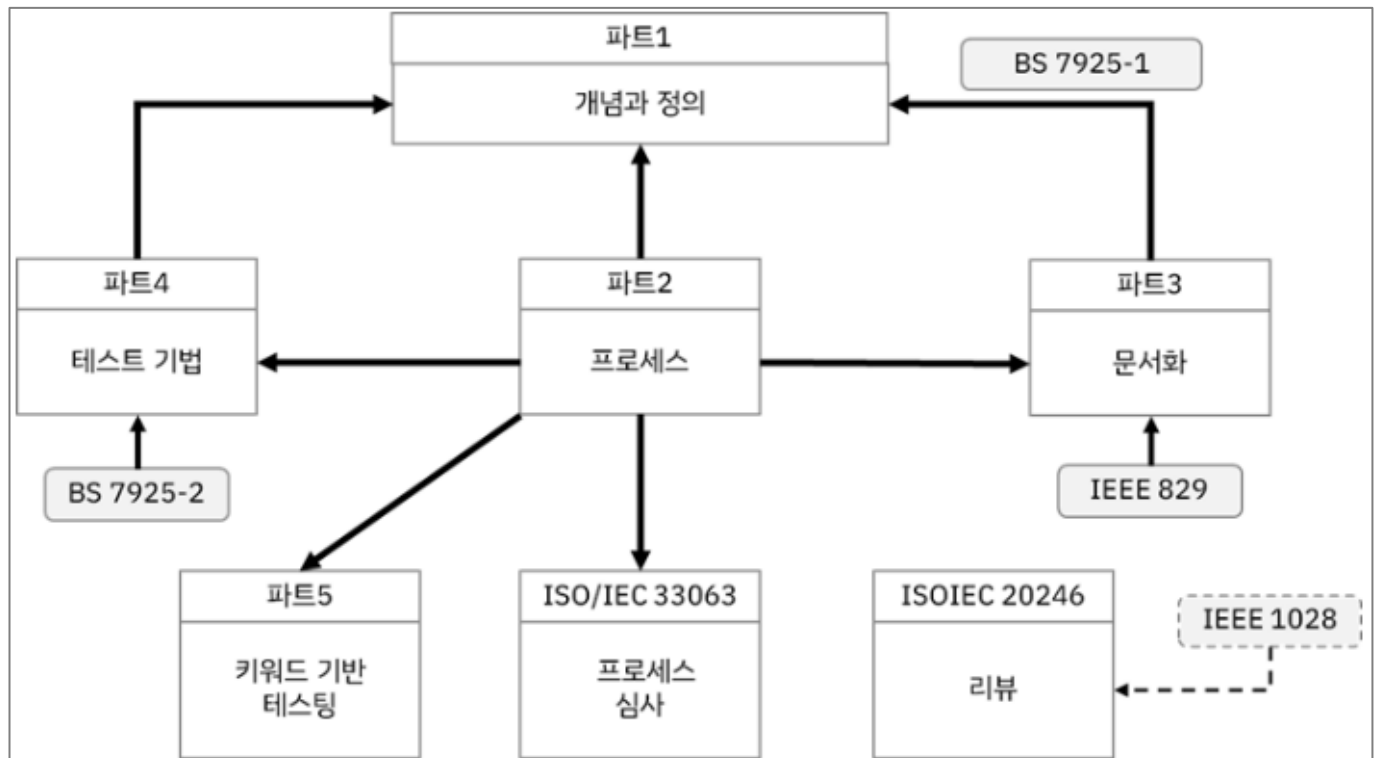 파트1
개념과 정의
BS 7925-1
파트4
테스트 기법
파트2
프로세스
파트3
문서화
BS 7925-2
IEEE 829
파트5
키워드 기반
테스팅
ISO/IEC 33063
프로세스
심사
ISOIEC 20246
리뷰
IEEE 1028